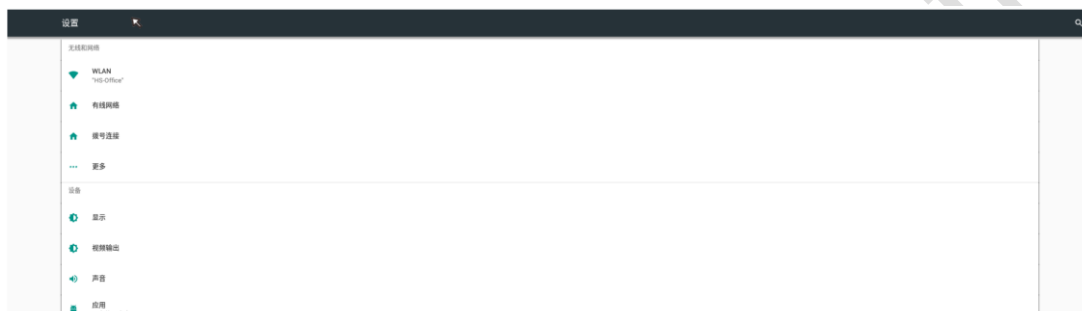 设置
无线和网络
WLAN
"HS-Office"
有线网络
拨号连接
更多
设备
显示
视频输出
声音
应用